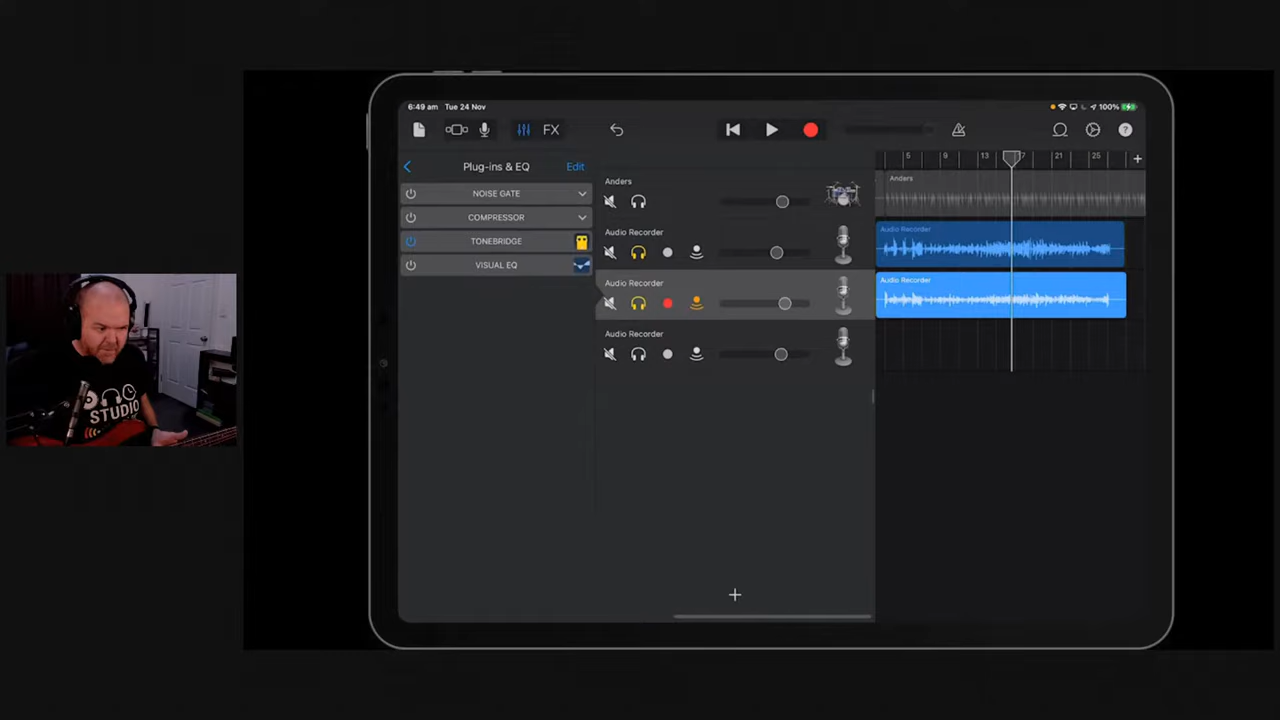 6:49 am Tue 24 Nov
100%
FX
?
Plug-ins & EQ
Edit
NOISE GATE
COMPRESSOR
TONEBRIDGE
VISUAL EQ
Anders
Audio Recorder
Audio Recorder
Audio Recorder
5 9 13 17 21 25 +
Anders
Audio Recorder
Audio Recorder
+
STUDIO